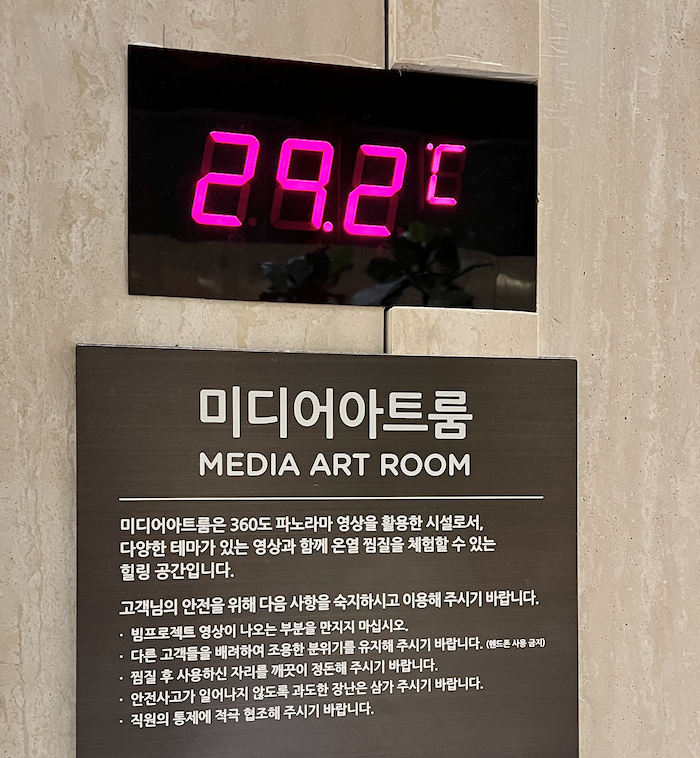 29.2℃
미디어아트룸
MEDIA ART ROOM
미디어아트룸은 360도 파노라마 영상을 활용한 시설로서,
다양한 테마가 있는 영상과 함께 온열 찜질을 체험할 수 있는
힐링 공간입니다.
고객님의 안전을 위해 다음 사항을 숙지하시고 이용해 주시기 바랍니다.
· 빔프로젝트 영상이 나오는 부분을 만지지 마십시오.
· 다른 고객들을 배려하여 조용한 분위기를 유지해 주시기 바랍니다. (핸드폰 사용 금지)
· 찜질 후 사용하신 자리를 깨끗이 정돈해 주시기 바랍니다.
· 안전사고가 일어나지 않도록 과도한 장난은 삼가 주시기 바랍니다.
· 직원의 통제에 적극 협조해 주시기 바랍니다.